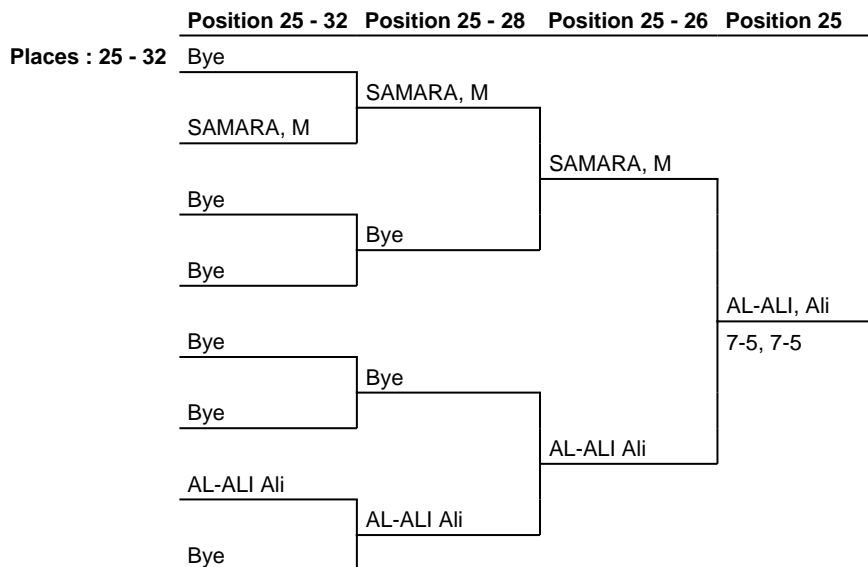 Position 25 - 32 Position 25 - 28 Position 25 - 26 Position 25
Places : 25 - 32
Bye
SAMARA, M
SAMARA, M
SAMARA, M
Bye
Bye
Bye
AL-ALI, Ali
7-5, 7-5
Bye
Bye
Bye
AL-ALI Ali
AL-ALI Ali
AL-ALI Ali
Bye